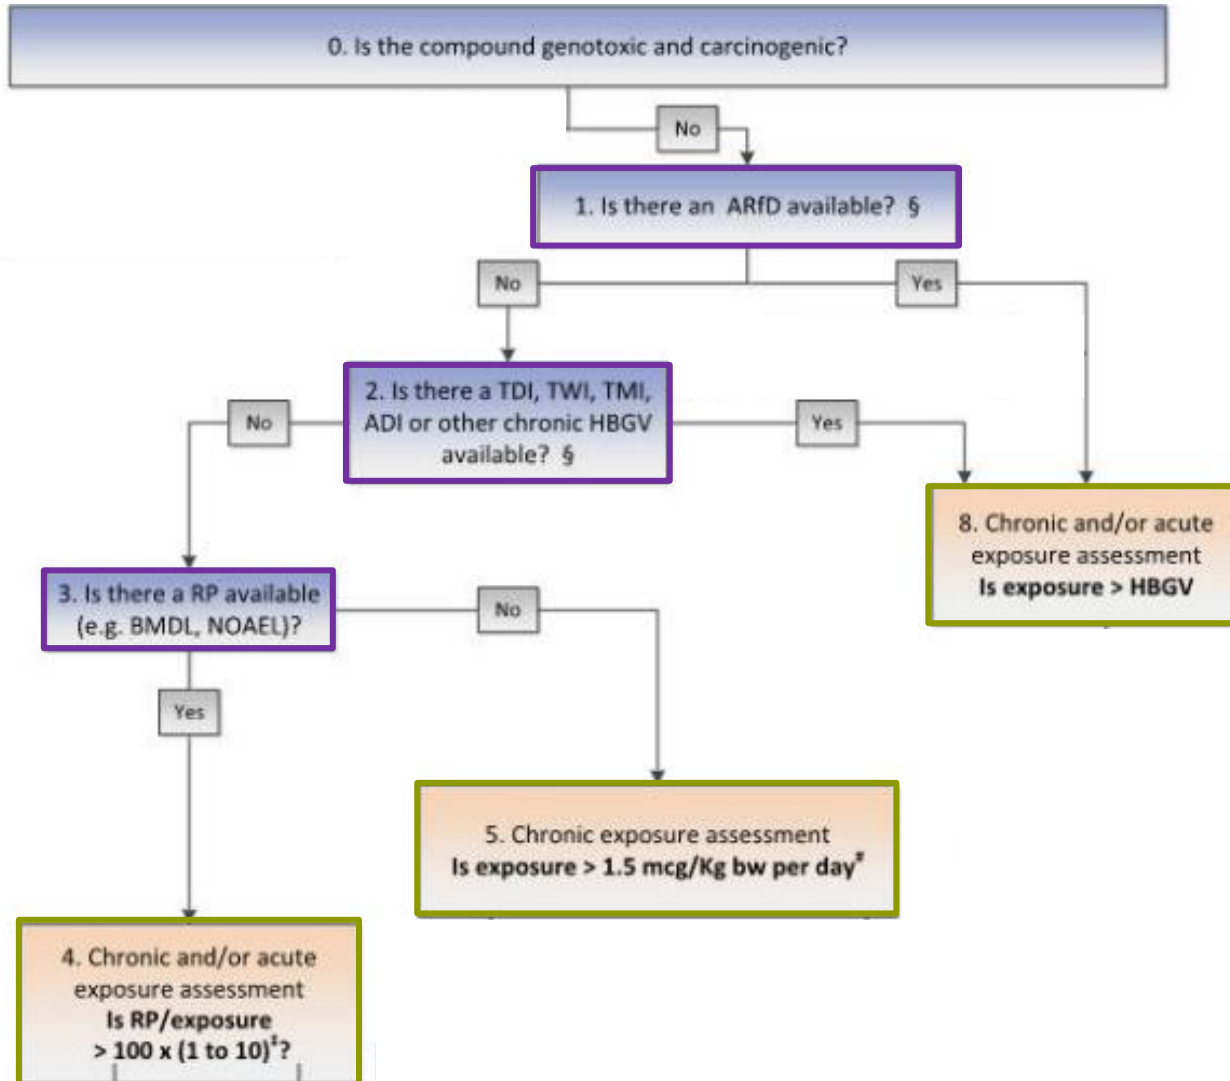 0. Is the compound genotoxic and carcinogenic?
No
1. Is there an ARfD available? §
No
Yes
2. Is there a TDI, TWI, TMI,
ADI or other chronic HBGV
available? §
No
Yes
8. Chronic and/or acute
exposure assessment
Is exposure > HBGV
3. Is there a RP available
(e.g. BMDL, NOAEL)?
No
Yes
5. Chronic exposure assessment
Is exposure > 1.5 mcg/Kg bw per day
4. Chronic and/or acute
exposure assessment
Is RP/exposure
> 100 x (1 to 10)‡?